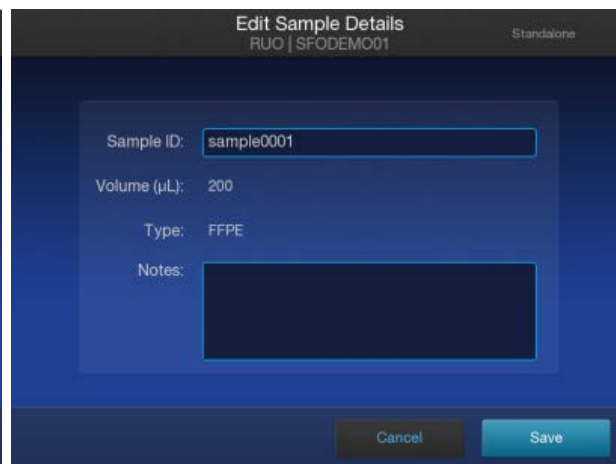 Edit Sample Details
RUO | SFODEMO01
Standalone
Sample ID: sample0001
Volume (µL): 200
Type: FFPE
Notes:
Cancel
Save